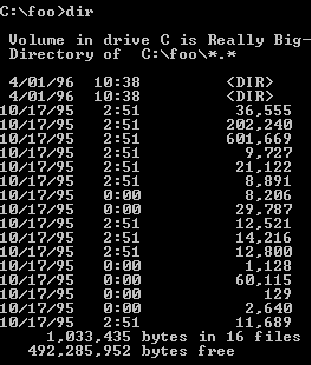 C:\foo>dir
Volume in drive C is Really Big-
Directory of C:\foo\*.*
4/01/96 10:38 <DIR>
4/01/96 10:38 <DIR>
10/17/95 2:51 36,555
10/17/95 2:51 202,240
10/17/95 2:51 601,669
10/17/95 2:51 9,727
10/17/95 2:51 21,122
10/17/95 2:51 8,891
10/17/95 0:00 8,206
10/17/95 0:00 29,787
10/17/95 2:51 12,521
10/17/95 2:51 14,216
10/17/95 2:51 12,800
10/17/95 0:00 1,128
10/17/95 0:00 60,115
10/17/95 0:00 129
10/17/95 0:00 2,640
10/17/95 2:51 11,689
1,033,435 bytes in 16 files
492,285,952 bytes free